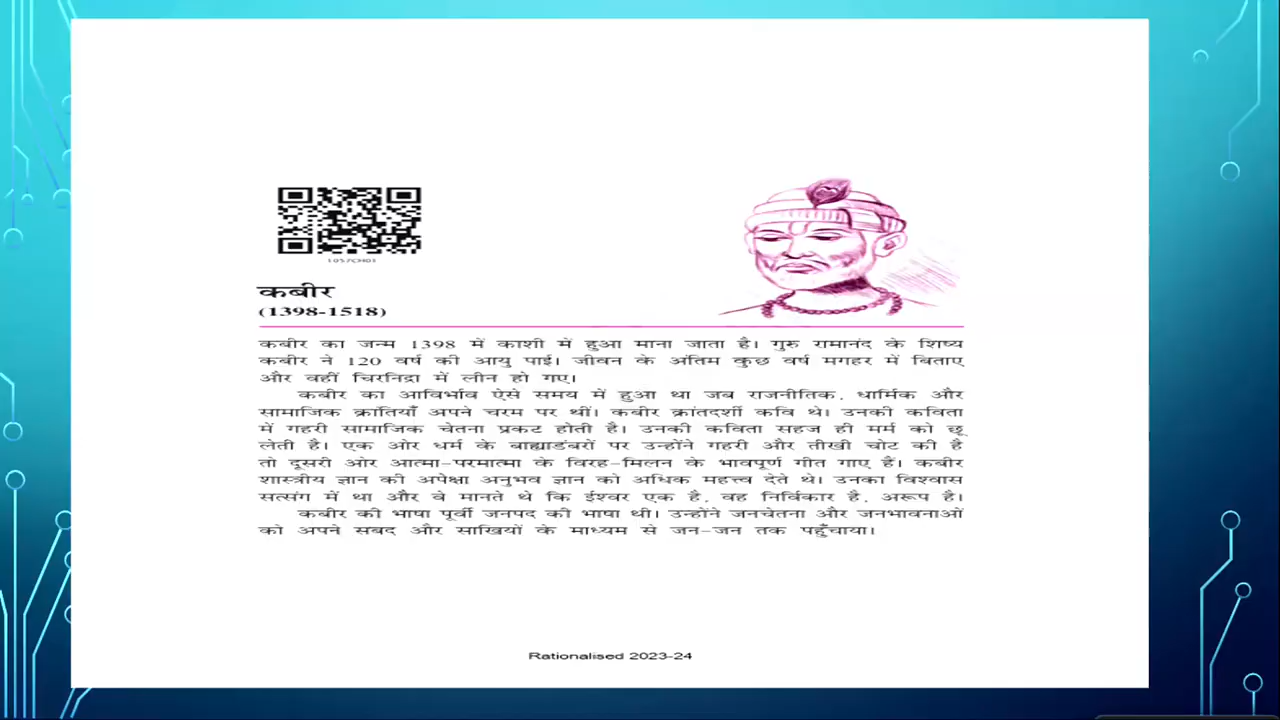 1057CH01
कबीर
(1398-1518)
कबीर का जन्म 1398 में काशी में हुआ माना जाता है। गुरु रामानंद के शिष्य
कबीर ने 120 वर्ष की आयु पाई। जीवन के अंतिम कुछ वर्ष मगहर में बिताए
और वहीं चिरनिद्रा में लीन हो गए।
कबीर का आविर्भाव ऐसे समय में हुआ था जब राजनीतिक, धार्मिक और
सामाजिक क्रांतियाँ अपने चरम पर थीं। कबीर क्रांतदर्शी कवि थे। उनकी कविता
में गहरी सामाजिक चेतना प्रकट होती है। उनकी कविता सहज ही मर्म को छू
लेती है। एक ओर धर्म के बाह्याडंबरों पर उन्होंने गहरी और तीखी चोट की है
तो दूसरी ओर आत्मा-परमात्मा के विरह-मिलन के भावपूर्ण गीत गाए हैं। कबीर
शास्त्रीय ज्ञान की अपेक्षा अनुभव ज्ञान को अधिक महत्त्व देते थे। उनका विश्वास
सत्संग में था और वे मानते थे कि ईश्वर एक है, वह निर्विकार है, अरूप है।
कबीर की भाषा पूर्वी जनपद की भाषा थी। उन्होंने जनचेतना और जनभावनाओं
को अपने सबद और साखियों के माध्यम से जन-जन तक पहुँचाया।
Rationalised 2023-24